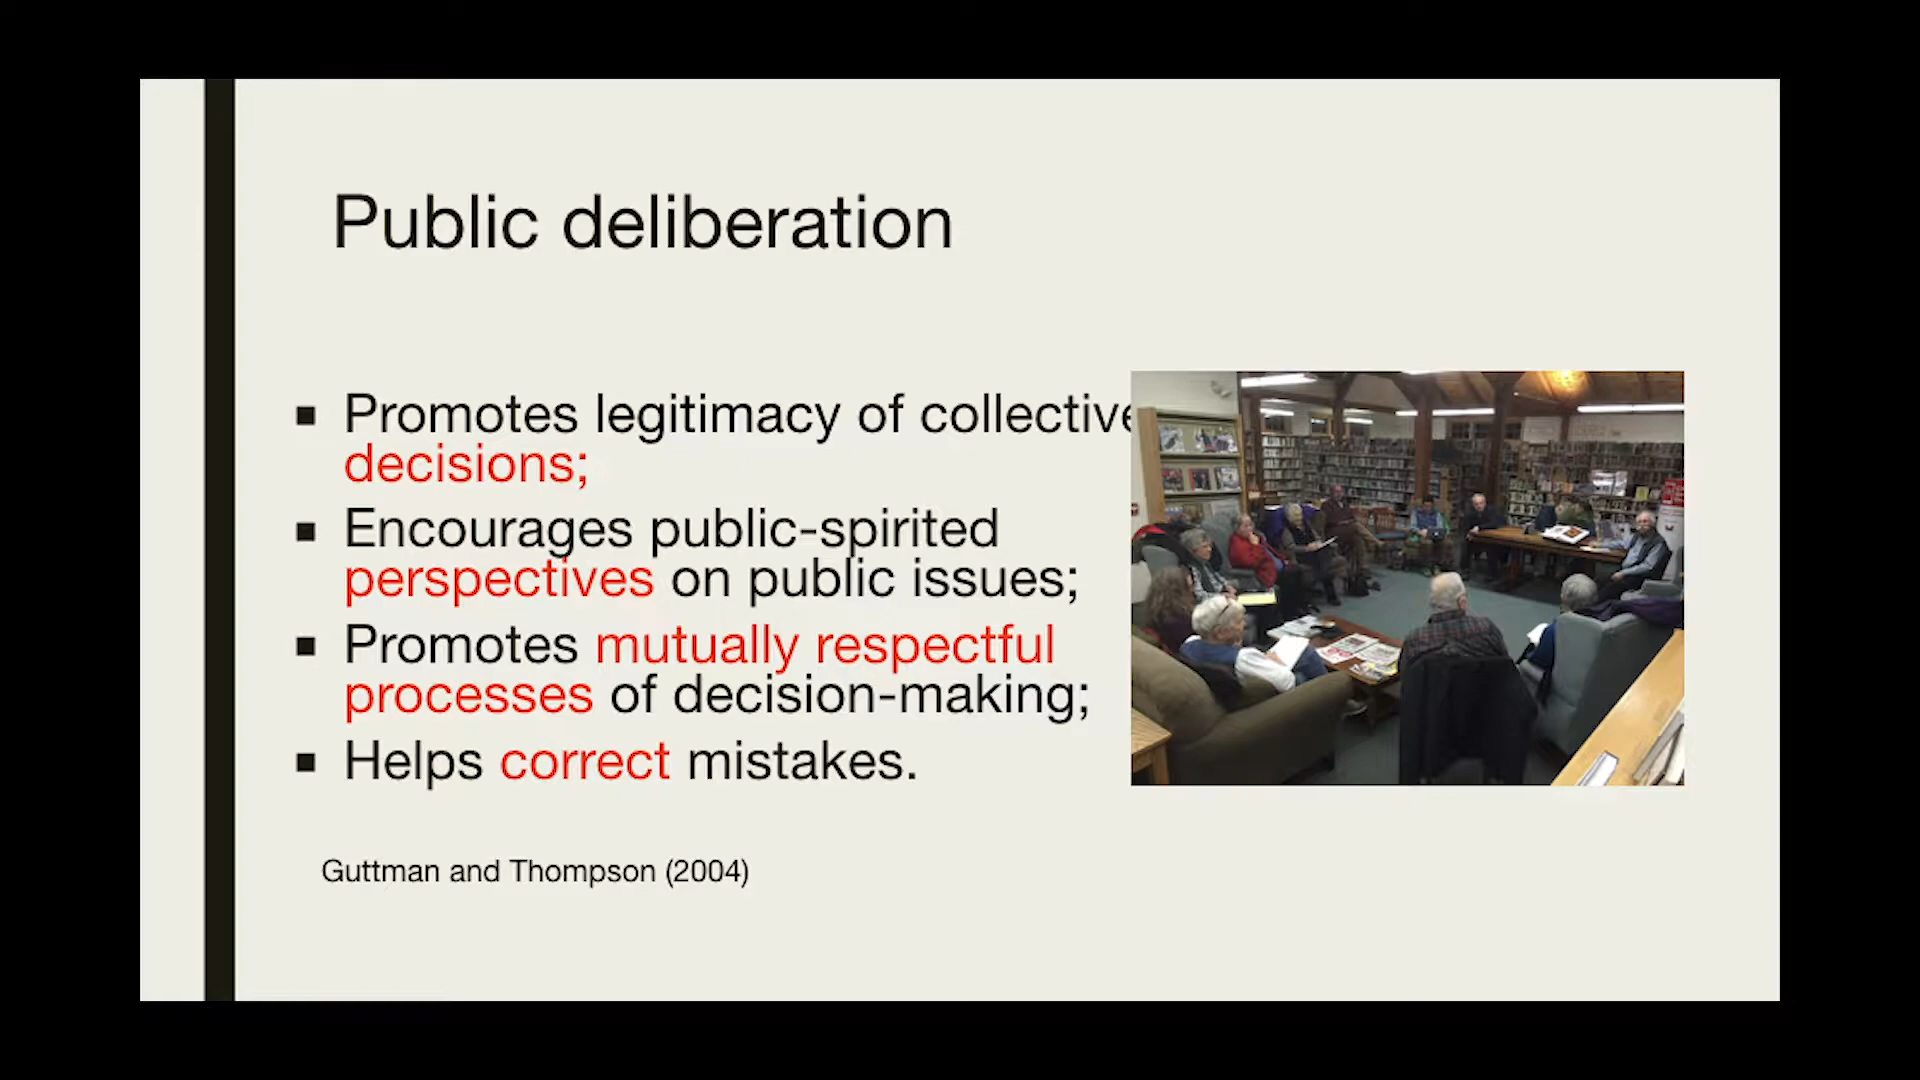 Public deliberation
▪ Promotes legitimacy of collective
decisions;
▪ Encourages public-spirited
perspectives on public issues;
▪ Promotes mutually respectful
processes of decision-making;
▪ Helps correct mistakes.
Guttman and Thompson (2004)